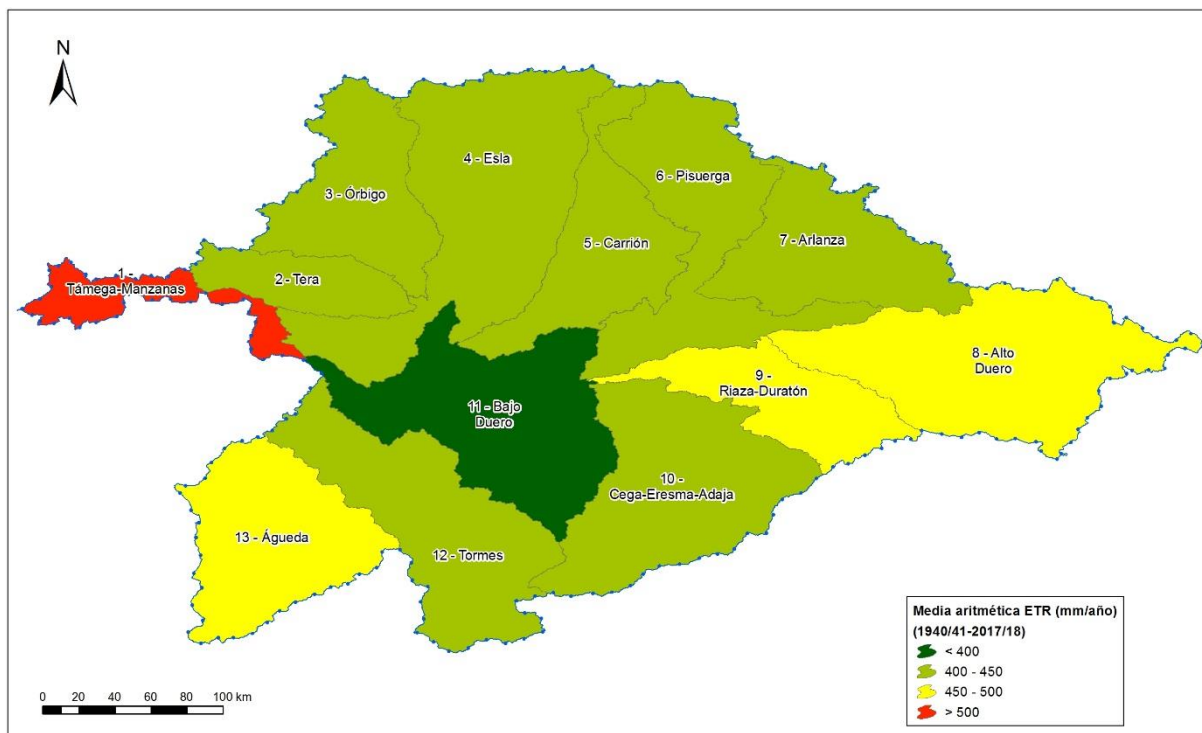 N
4 - Esla
6 - Pisuerga
3 - Órbigo
7 - Arlanza
5 - Carrión
1 -
Támega-Manzanas
2 - Tera
8 - Alto
Duero
9 -
Riaza-Duratón
11 - Bajo
Duero
10 -
Cega-Eresma-Adaja
13 - Águeda
12 - Tormes
Media aritmética ETR (mm/año)
(1940/41-2017/18)
< 400
400 - 450
450 - 500
> 500
0 20 40 60 80 100 km